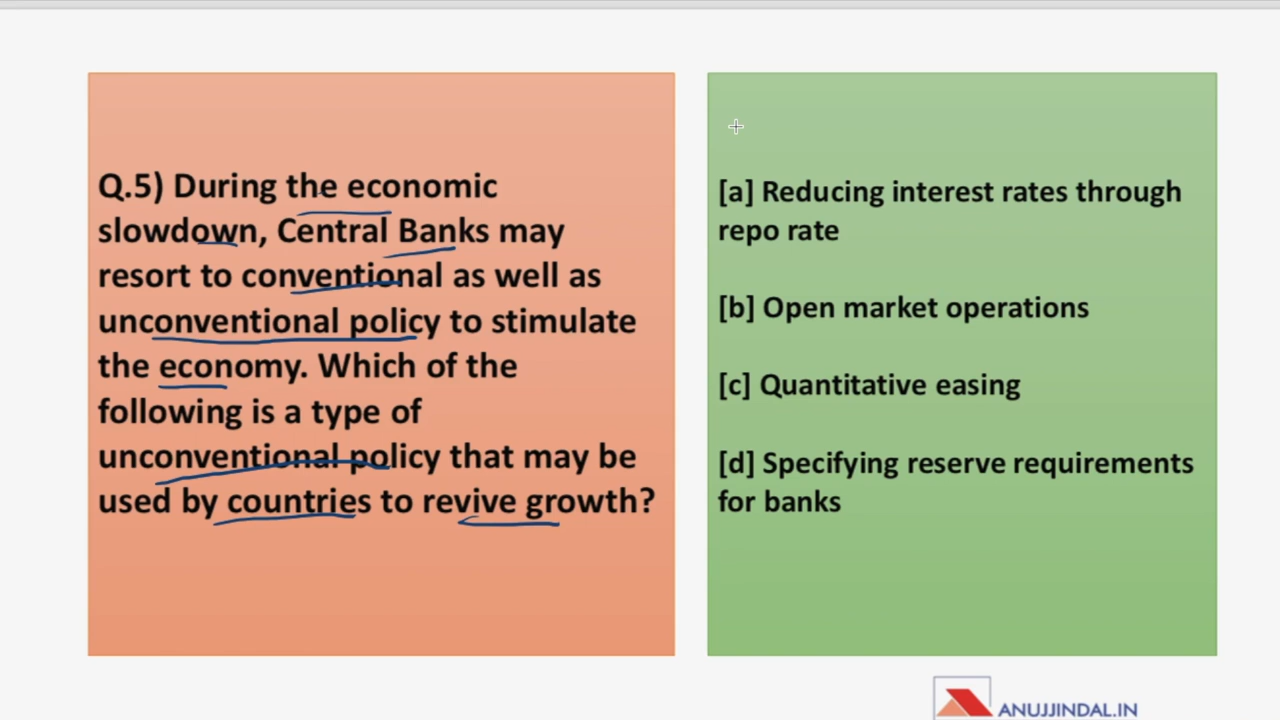 Q.5) During the economic
slowdown, Central Banks may
resort to conventional as well as
unconventional policy to stimulate
the economy. Which of the
following is a type of
unconventional policy that may be
used by countries to revive growth?
[a] Reducing interest rates through
repo rate
[b] Open market operations
[c] Quantitative easing
[d] Specifying reserve requirements
for banks
ANUJJINDAL.IN